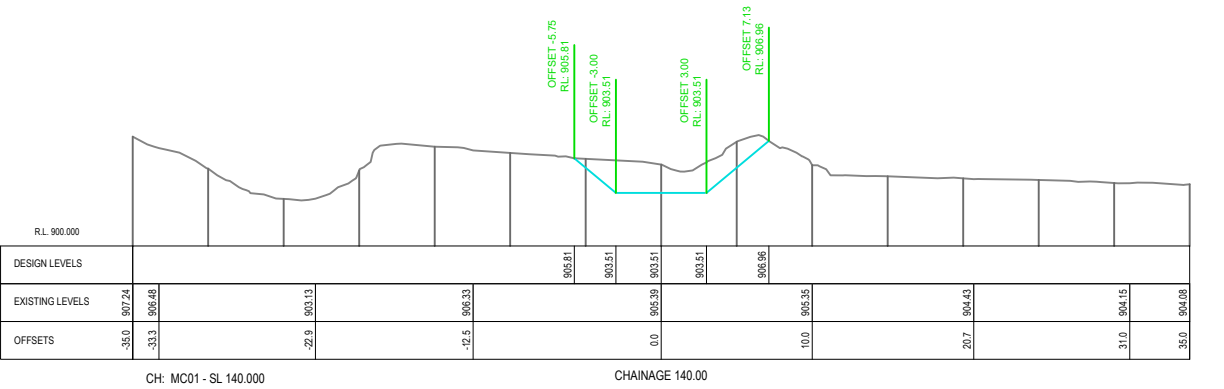 OFFSET -5.75
RL: 905.81
OFFSET -3.00
RL: 903.51
OFFSET 3.00
RL: 903.51
OFFSET 7.13
RL: 906.96
R.L. 900.000
DESIGN LEVELS 905.81 903.51 903.51 903.51 906.96
EXISTING LEVELS 907.24 906.48 903.13 906.33 905.39 905.35 904.43 904.15 904.08
OFFSETS -35.0 -33.3 -22.9 -12.5 0.0 10.0 20.7 31.0 35.0
CH: MC01 - SL 140.000
CHAINAGE 140.00